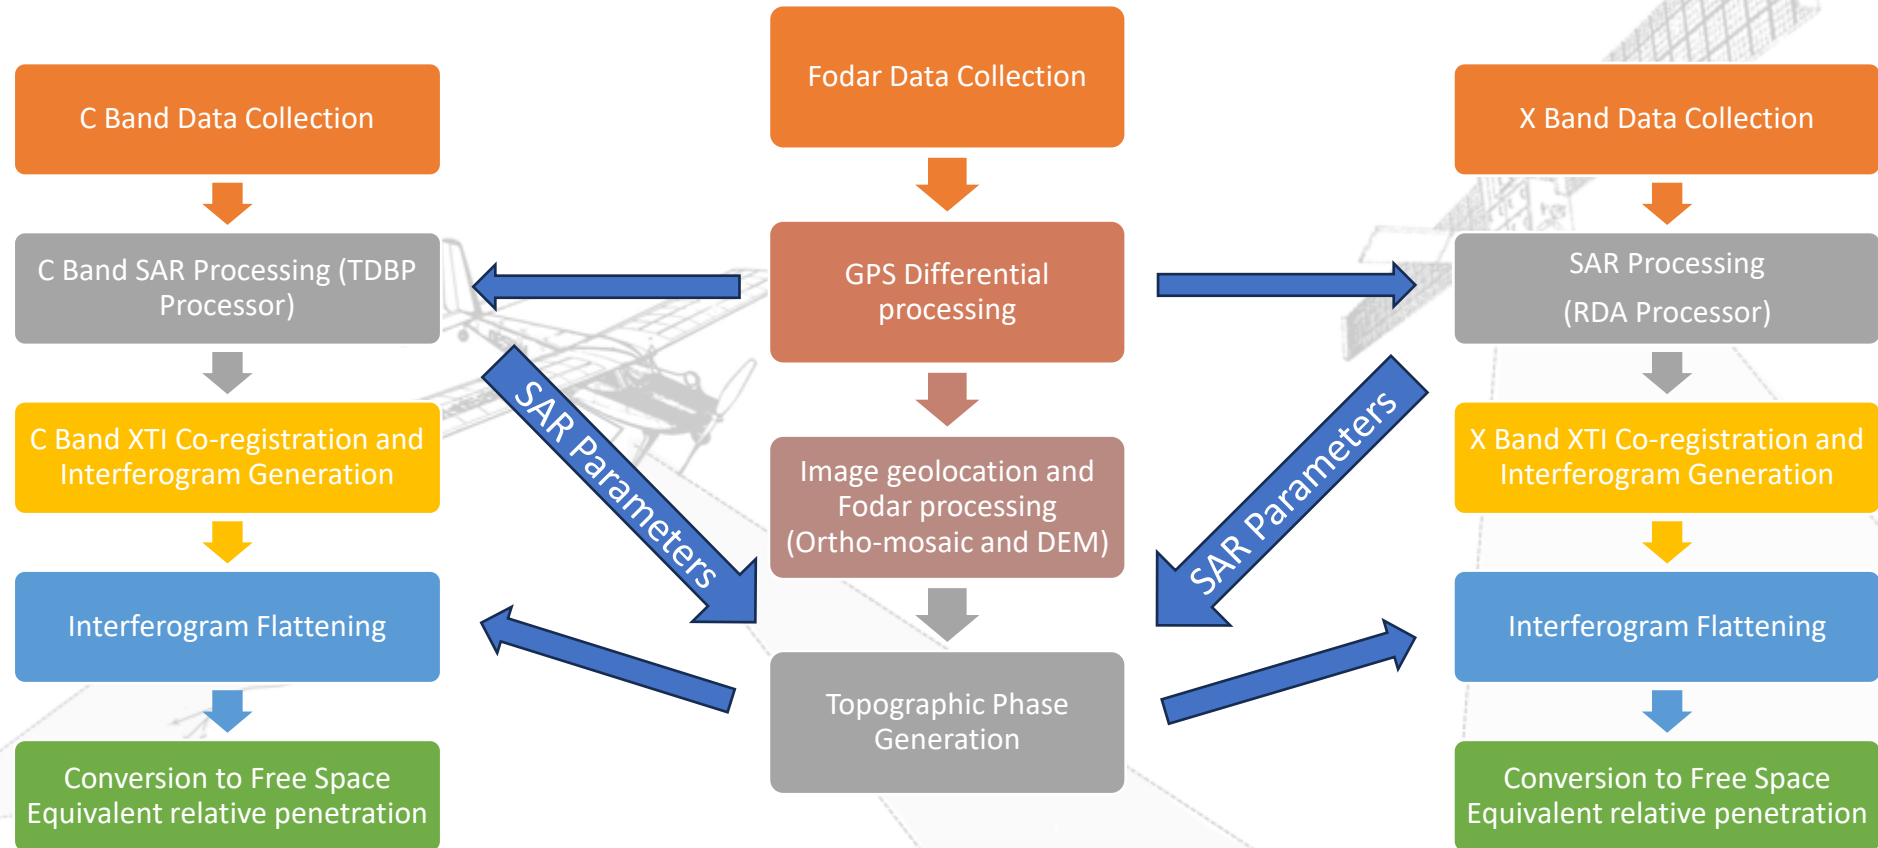 C Band Data Collection
C Band SAR Processing (TDBP
Processor)
C Band XTI Co-registration and
Interferogram Generation
Interferogram Flattening
Conversion to Free Space
Equivalent relative penetration
SAR Parameters
Fodar Data Collection
GPS Differential
processing
Image geolocation and
Fodar processing
(Ortho-mosaic and DEM)
Topographic Phase
Generation
SAR Parameters
X Band Data Collection
SAR Processing
(RDA Processor)
X Band XTI Co-registration and
Interferogram Generation
Interferogram Flattening
Conversion to Free Space
Equivalent relative penetration